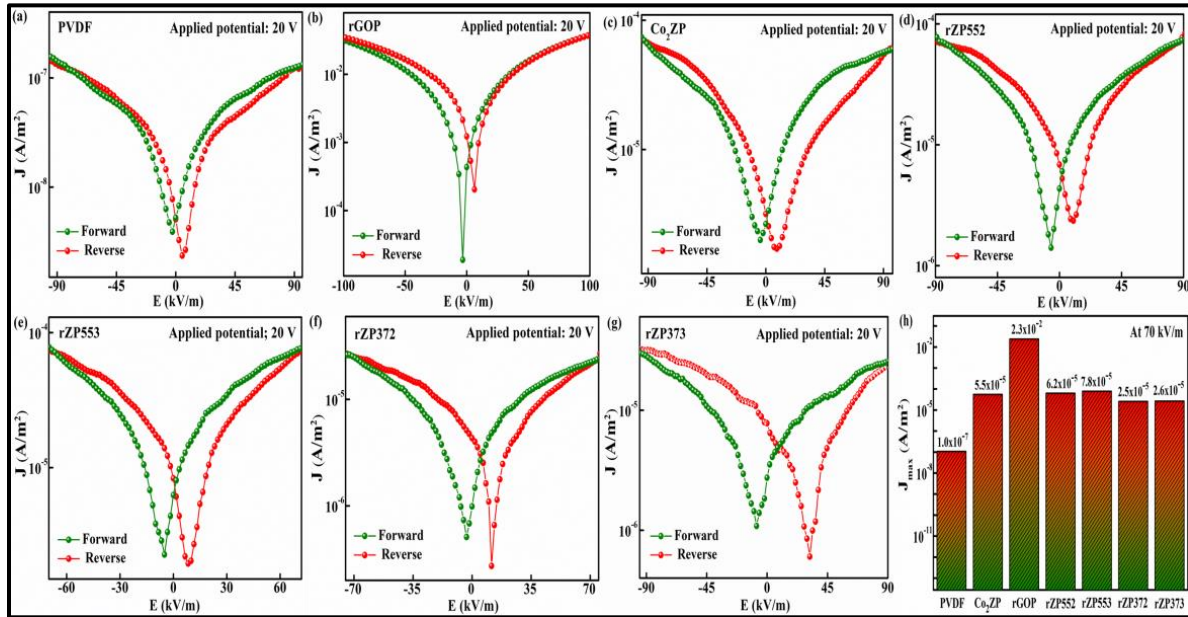 (a) PVDF Applied potential: 20 V
J (A/m²)
10⁻⁷
10⁻⁸
Forward
Reverse
-90 -45 0 45 90
E (kV/m)
(b) rGOP Applied potential: 20 V
J (A/m²)
10⁻²
10⁻³
10⁻⁴
Forward
Reverse
-100 -50 0 50 100
E (kV/m)
(c) Co₂ZP Applied potential: 20 V
J (A/m²)
10⁻⁴
10⁻⁵
Forward
Reverse
-90 -45 0 45 90
E (kV/m)
(d) rZP552 Applied potential: 20 V
J (A/m²)
10⁻⁴
10⁻⁵
10⁻⁶
Forward
Reverse
-90 -45 0 45 90
E (kV/m)
(e) rZP553 Applied potential: 20 V
J (A/m²)
10⁻⁴
10⁻⁵
Forward
Reverse
-60 -30 0 30 60
E (kV/m)
(f) rZP372 Applied potential: 20 V
J (A/m²)
10⁻⁵
10⁻⁶
Forward
Reverse
-70 -35 0 35 70
E (kV/m)
(g) rZP373 Applied potential: 20 V
J (A/m²)
10⁻⁵
10⁻⁶
Forward
Reverse
-90 -45 0 45 90
E (kV/m)
(h) At 70 kV/m
Jmax (A/m²)
10⁻²
10⁻⁵
10⁻⁸
10⁻¹¹
1.0x10⁻⁷
5.5x10⁻⁵
2.3x10⁻²
6.2x10⁻⁵
7.8x10⁻⁵
2.5x10⁻⁵
2.6x10⁻⁵
PVDF Co₂ZP rGOP rZP552 rZP553 rZP372 rZP373